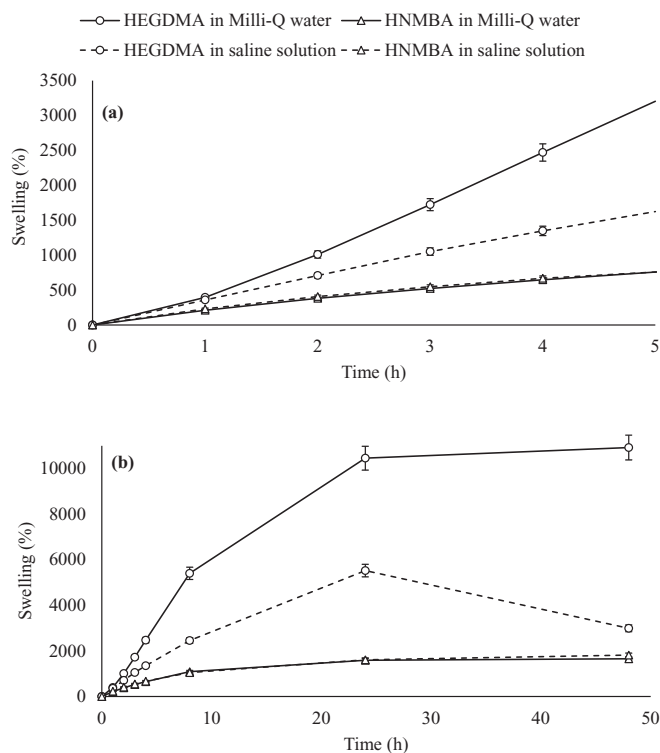 HEGDMA in Milli-Q water HNMBA in Milli-Q water
HEGDMA in saline solution HNMBA in saline solution
3500
(a)
3000
2500
2000
1500
1000
500
0
Swelling (%)
0 1 2 3 4 5
Time (h)
(b)
10000
8000
6000
4000
2000
0
Swelling (%)
0 10 20 30 40 50
Time (h)